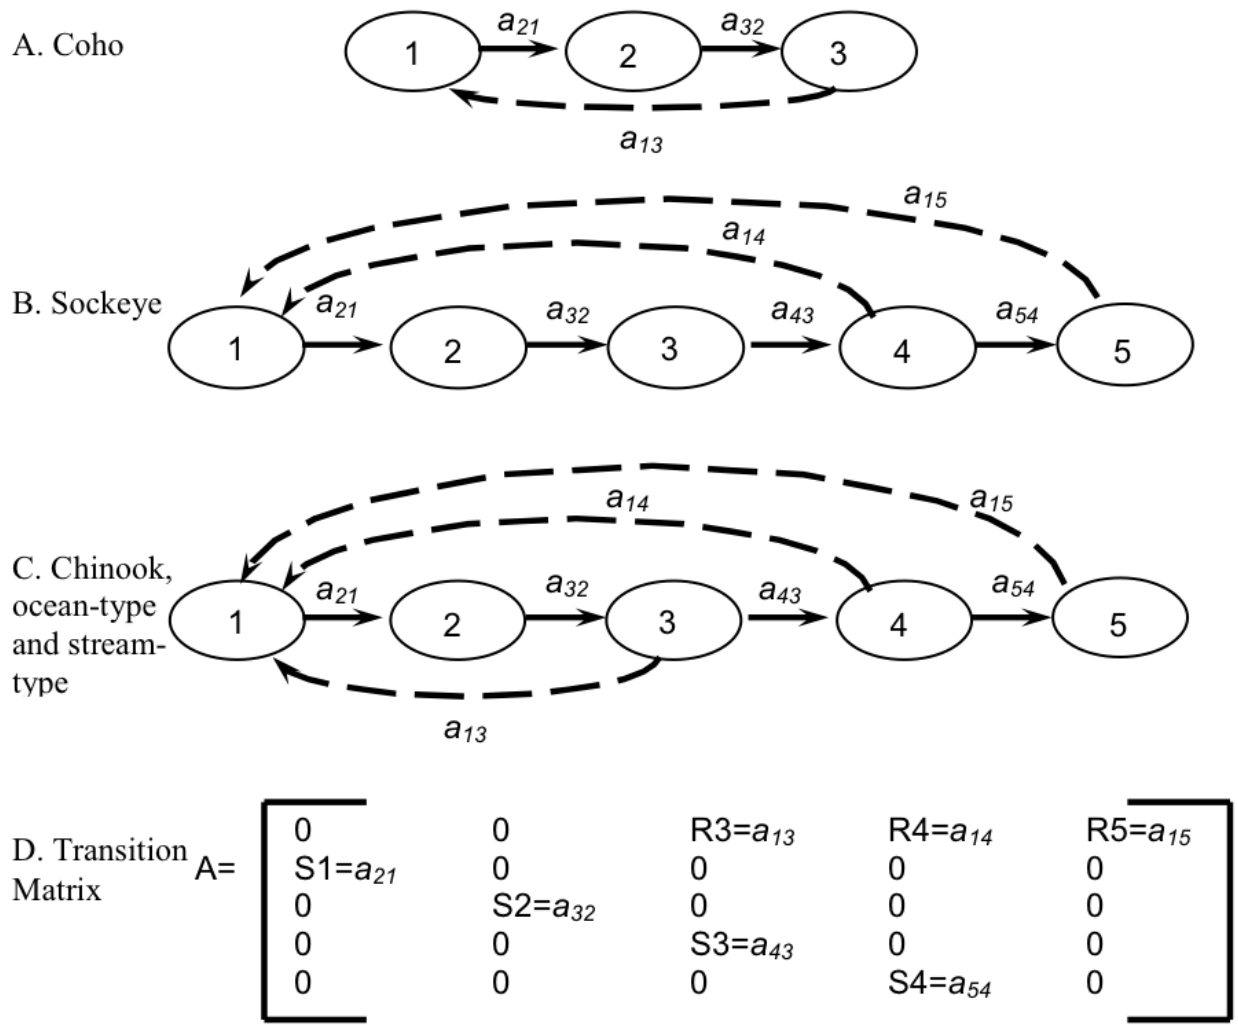 A. Coho
1 a21 2 a32 3
a13
a15
a14
B. Sockeye
1 a21 2 a32 3 a43 4 a54 5
a14 a15
C. Chinook,
ocean-type
and stream-
type
1 a21 2 a32 3 a43 4 a54 5
a13
D. Transition
Matrix
A=
0 0 R3=a13 R4=a14 R5=a15
S1=a21 0 0 0 0
0 S2=a32 0 0 0
0 0 S3=a43 0 0
0 0 0 S4=a54 0